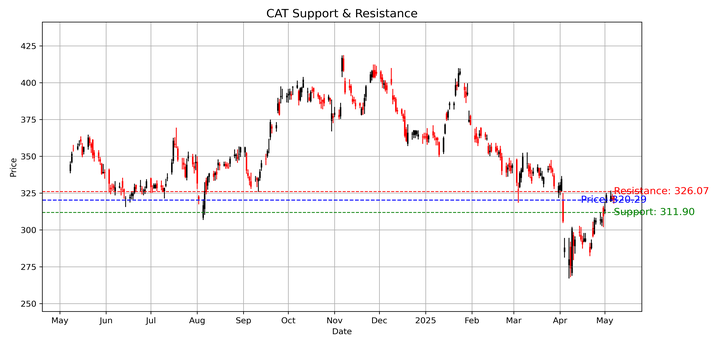 CAT Support & Resistance
Price
425
400
375
350
325
300
275
250
Resistance: 326.07
Price: 320.29
Support: 311.90
May Jun Jul Aug Sep Oct Nov Dec 2025 Feb Mar Apr May
Date